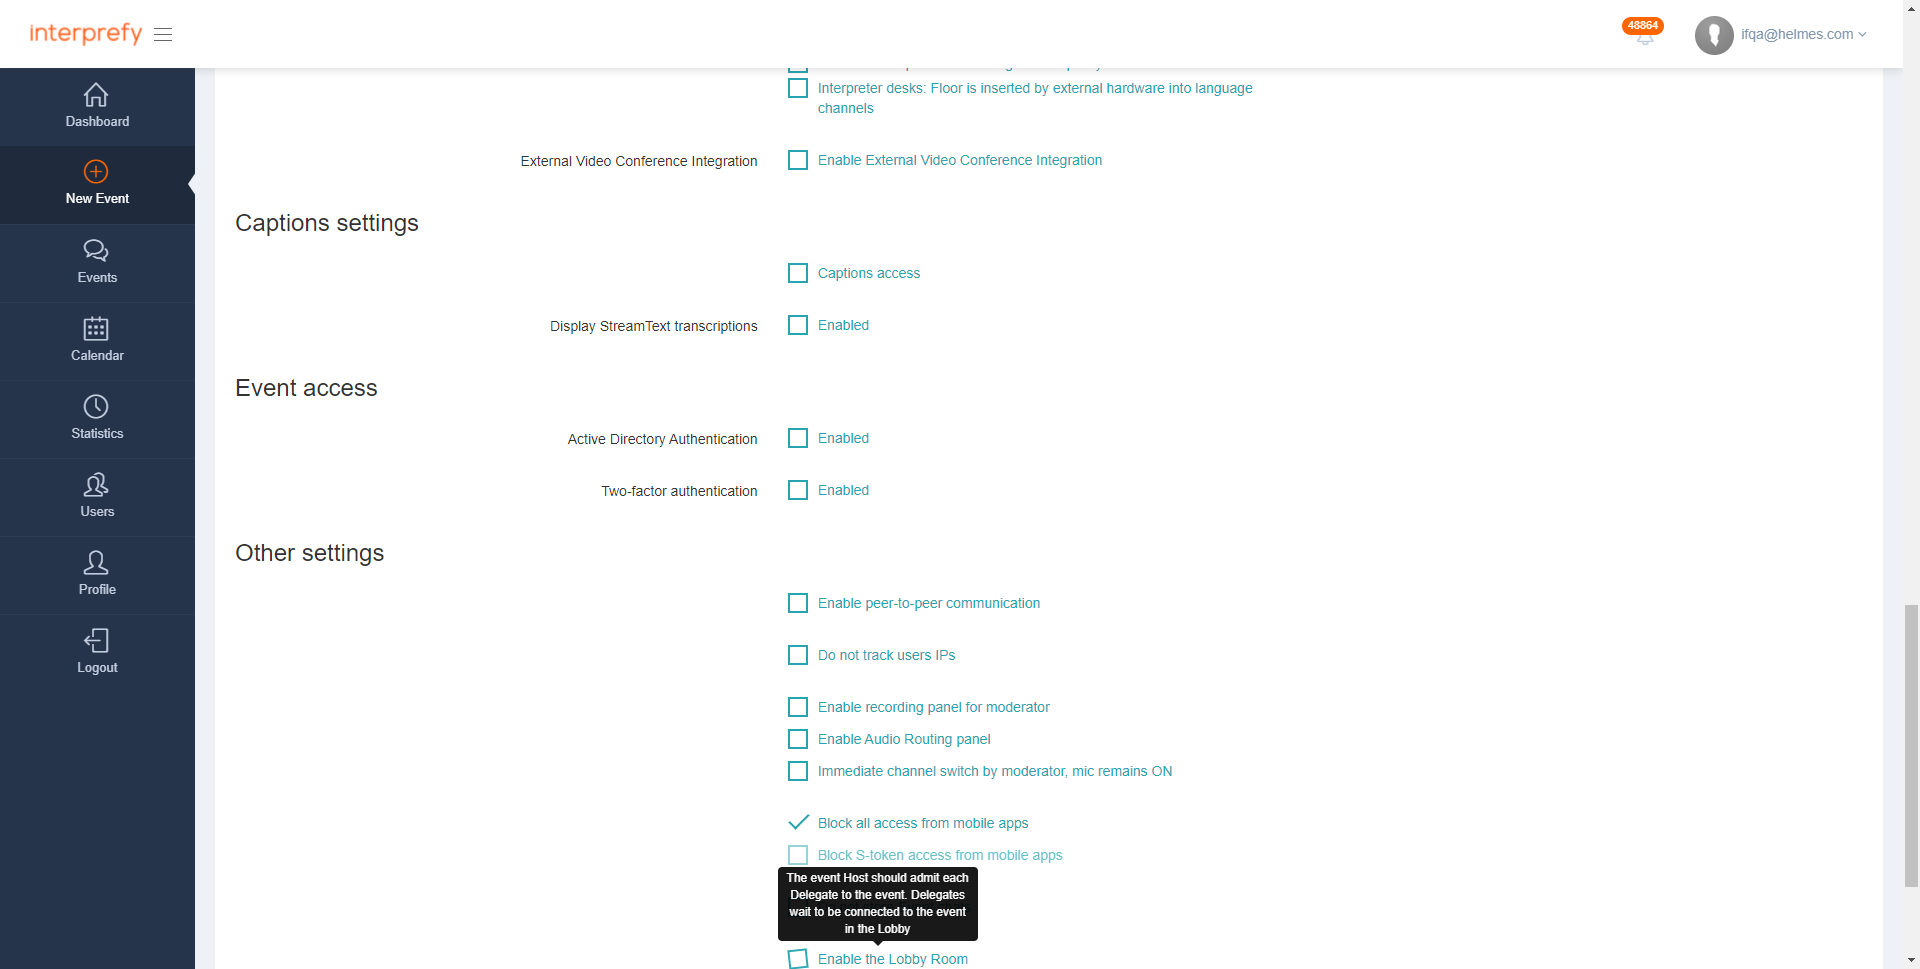 interprefy
48864
ifqa@helmes.com
Dashboard
New Event
Events
Calendar
Statistics
Users
Profile
Logout
Interpreter desks: Floor is inserted by external hardware into language
channels
External Video Conference Integration
Enable External Video Conference Integration
Captions settings
Captions access
Display StreamText transcriptions
Enabled
Event access
Active Directory Authentication
Enabled
Two-factor authentication
Enabled
Other settings
Enable peer-to-peer communication
Do not track users IPs
Enable recording panel for moderator
Enable Audio Routing panel
Immediate channel switch by moderator, mic remains ON
Block all access from mobile apps
Block S-token access from mobile apps
The event Host should admit each
Delegate to the event. Delegates
wait to be connected to the event
in the Lobby
Enable the Lobby Room